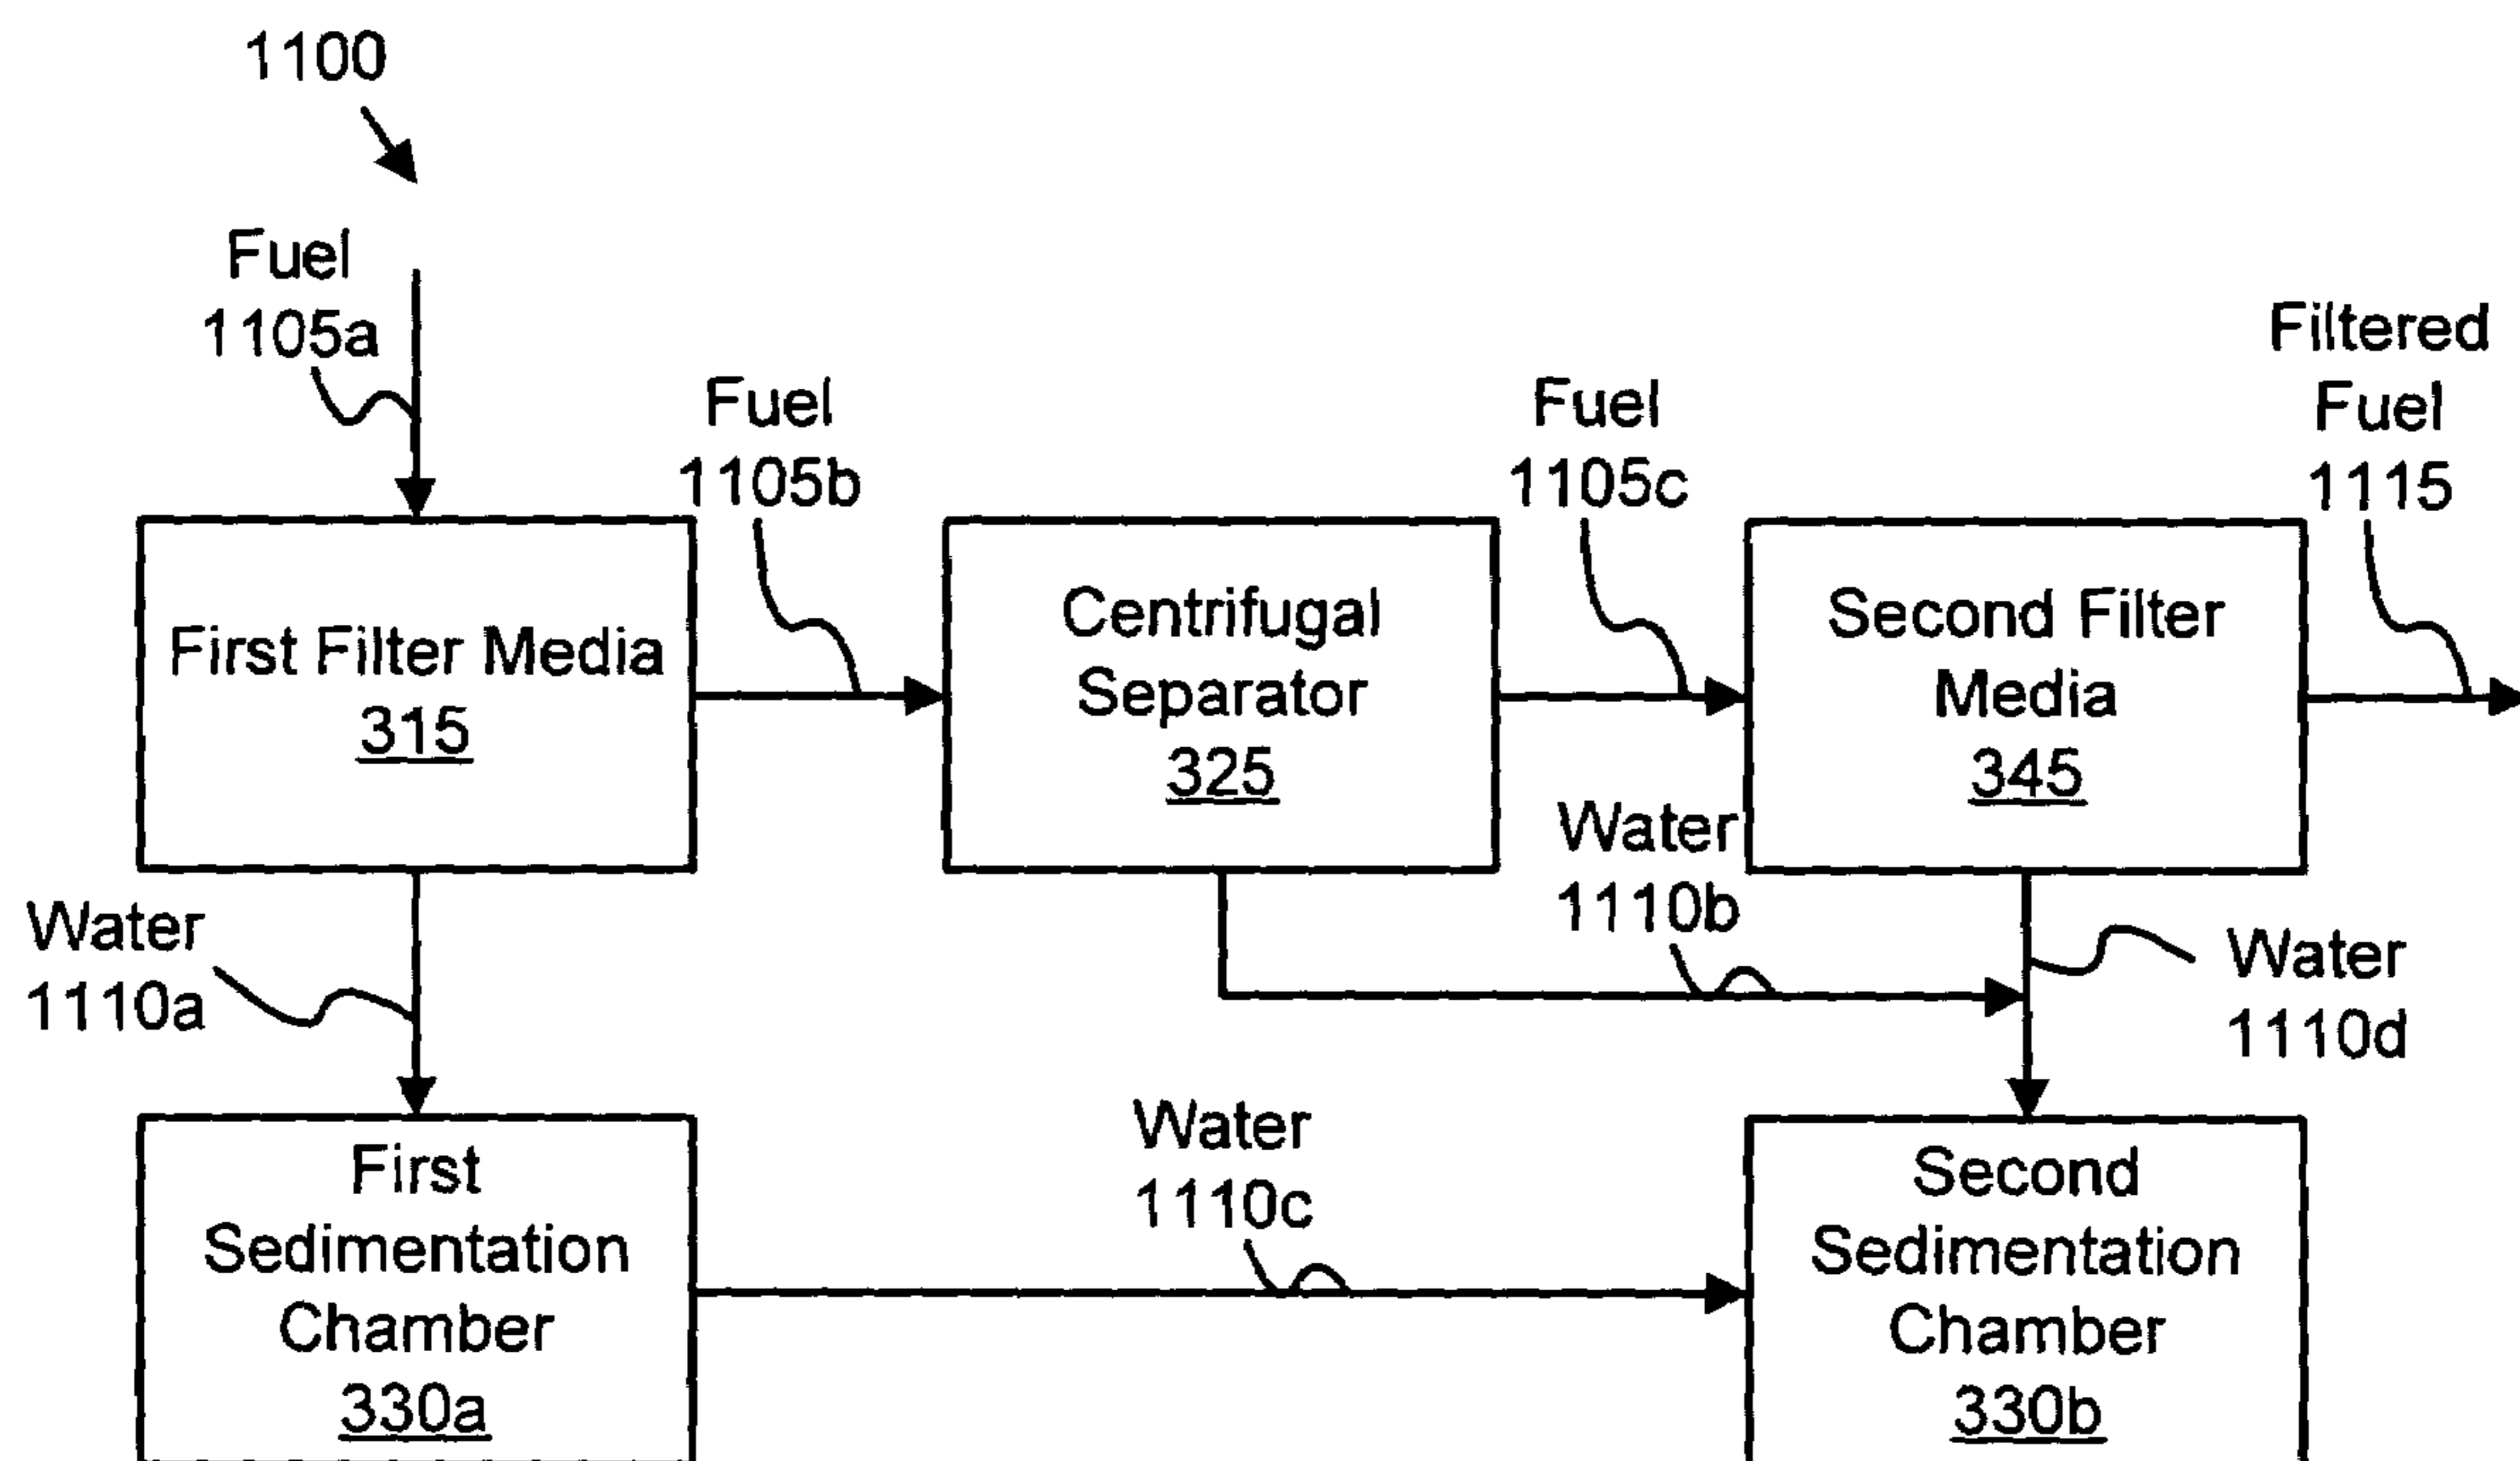 1100
Fuel
1105a
Fuel
1105b
Fuel
1105c
Filtered
Fuel
1115
First Filter Media
315
Centrifugal
Separator
325
Second Filter
Media
345
Water
1110a
Water
1110b
Water
1110d
Water
1110c
First
Sedimentation
Chamber
330a
Second
Sedimentation
Chamber
330b